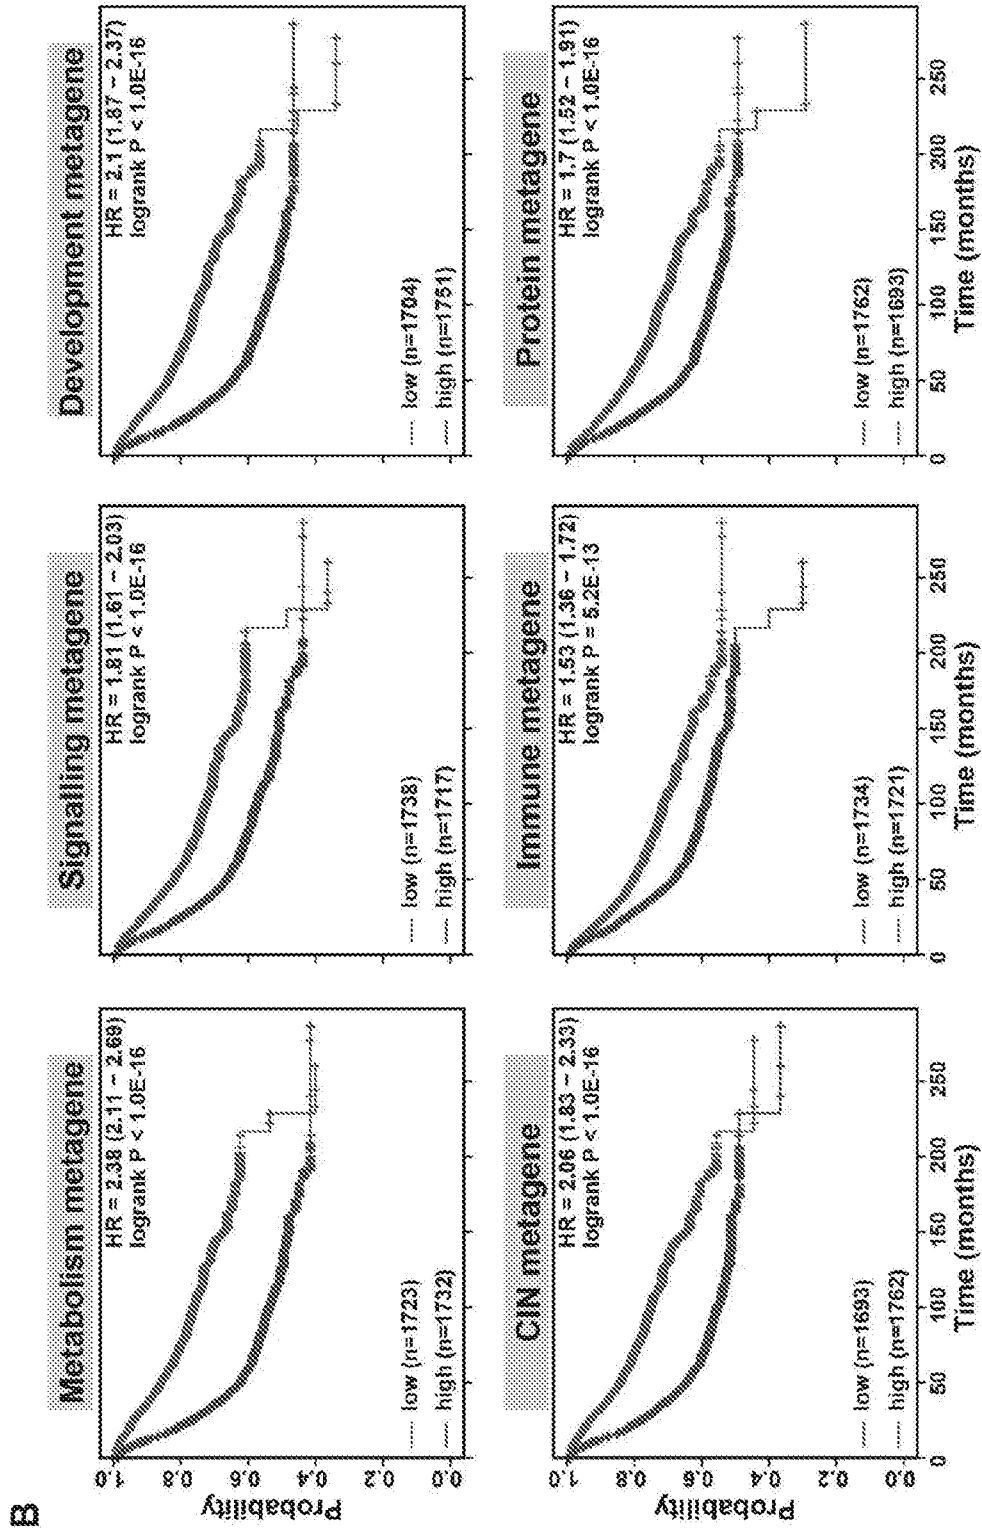 B
Metabolism metagene
HR = 2.38 (2.11 − 2.69)
logrank P < 1.0E-16
low (n=1723)
high (n=1732)
Probability
1.0
0.8
0.6
0.4
0.2
0.0
Signalling metagene
HR = 1.81 (1.61 − 2.03)
logrank P < 1.0E-16
low (n=1738)
high (n=1717)
Development metagene
HR = 2.1 (1.87 − 2.37)
logrank P < 1.0E-16
low (n=1704)
high (n=1751)
CIN metagene
HR = 2.06 (1.83 − 2.33)
logrank P < 1.0E-16
low (n=1693)
high (n=1762)
Probability
1.0
0.8
0.6
0.4
0.2
0.0
0 50 100 150 200 250
Time (months)
Immune metagene
HR = 1.53 (1.36 − 1.72)
logrank P = 5.2E-13
low (n=1734)
high (n=1721)
0 50 100 150 200 250
Time (months)
Protein metagene
HR = 1.7 (1.52 − 1.91)
logrank P < 1.0E-16
low (n=1762)
high (n=1693)
0 50 100 150 200 250
Time (months)